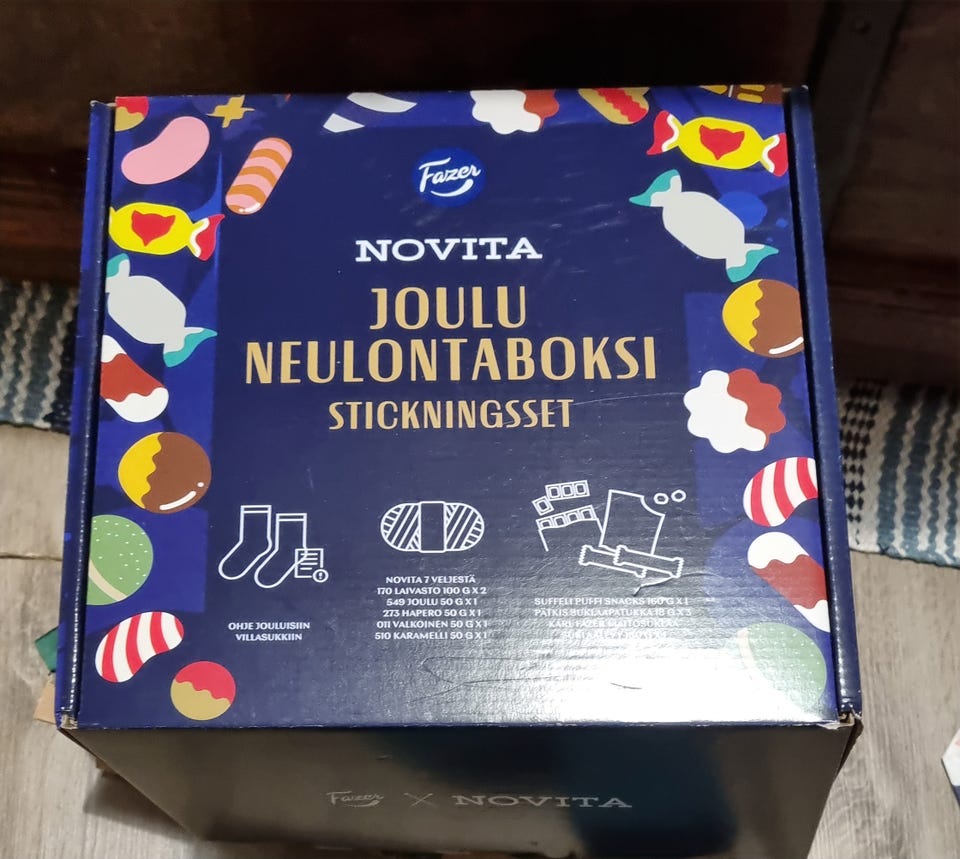 Fazer
NOVITA
JOULU
NEULONTABOKSI
STICKNINGSSET
OHJE JOULUISIIN
VILLASUKKIIN
NOVITA 7 VELJESTÄ
170 LAIVASTO 100 G X 2
549 JOULU 50 G X 1
273 HAPERO 50 G X 1
011 VALKOINEN 50 G X 1
510 KARAMELLI 50 G X 1
SUFFELI PUFFI SNACKS 160 G X 1
PÄTKIS SUKLAAPATUKKA 18 G X 3
KARL FAZER MAITOSUKLAA
Fazer X NOVITA